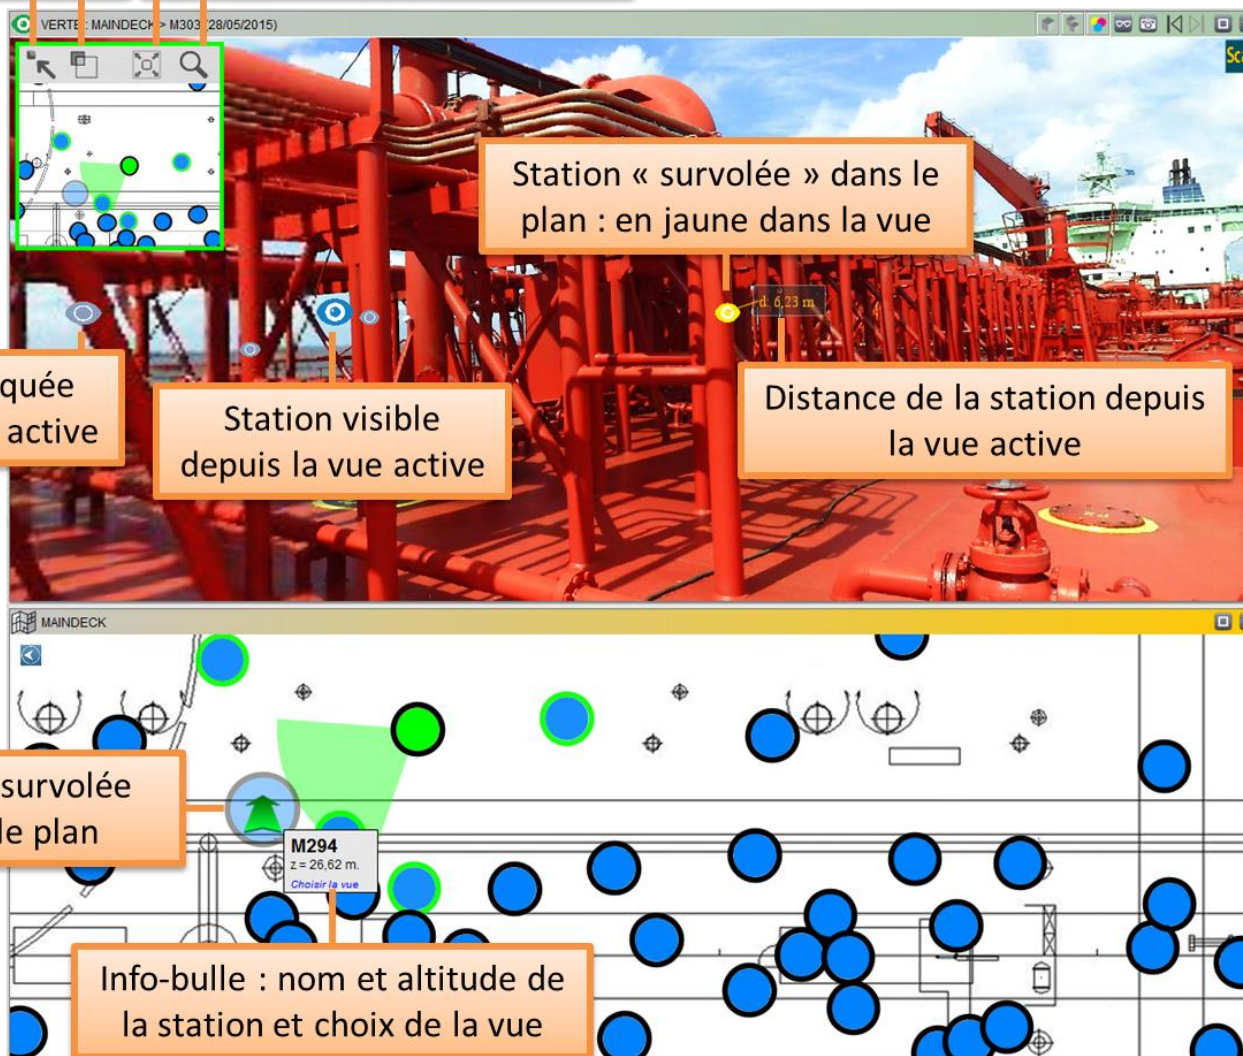 VERTE : MAINDECK > M303 (28/05/2015)
Station « survolée » dans le
plan : en jaune dans la vue
d: 6,23 m
quée
active
Station visible
depuis la vue active
Distance de la station depuis
la vue active
MAINDECK
survolée
le plan
M294
z = 26,62 m.
Choisir la vue
Info-bulle : nom et altitude de
la station et choix de la vue